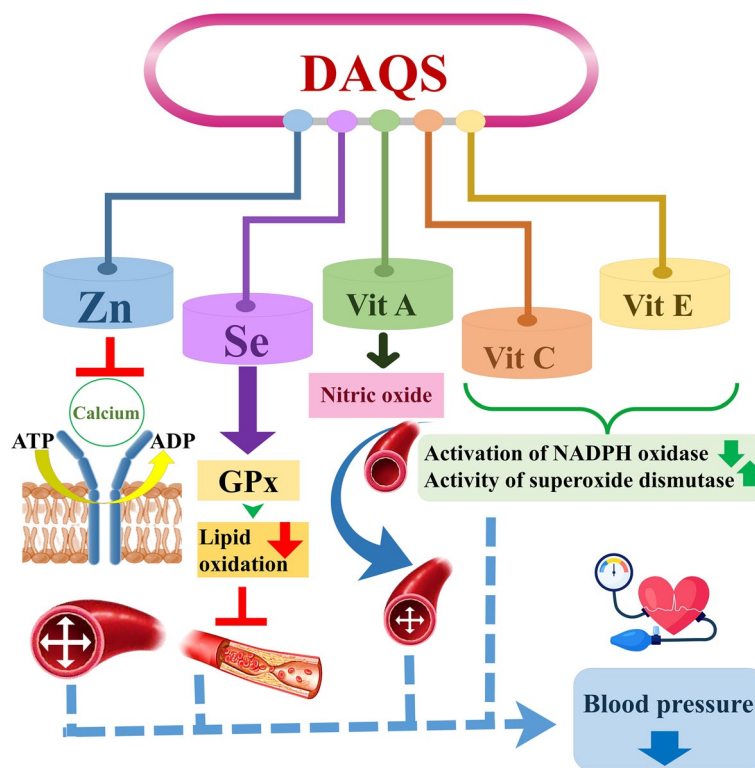 DAQS
Zn
Se
Vit A
Vit C
Vit E
Calcium
ATP
ADP
GPx
Lipid
oxidation
Nitric oxide
Activation of NADPH oxidase
Activity of superoxide dismutase
Blood pressure